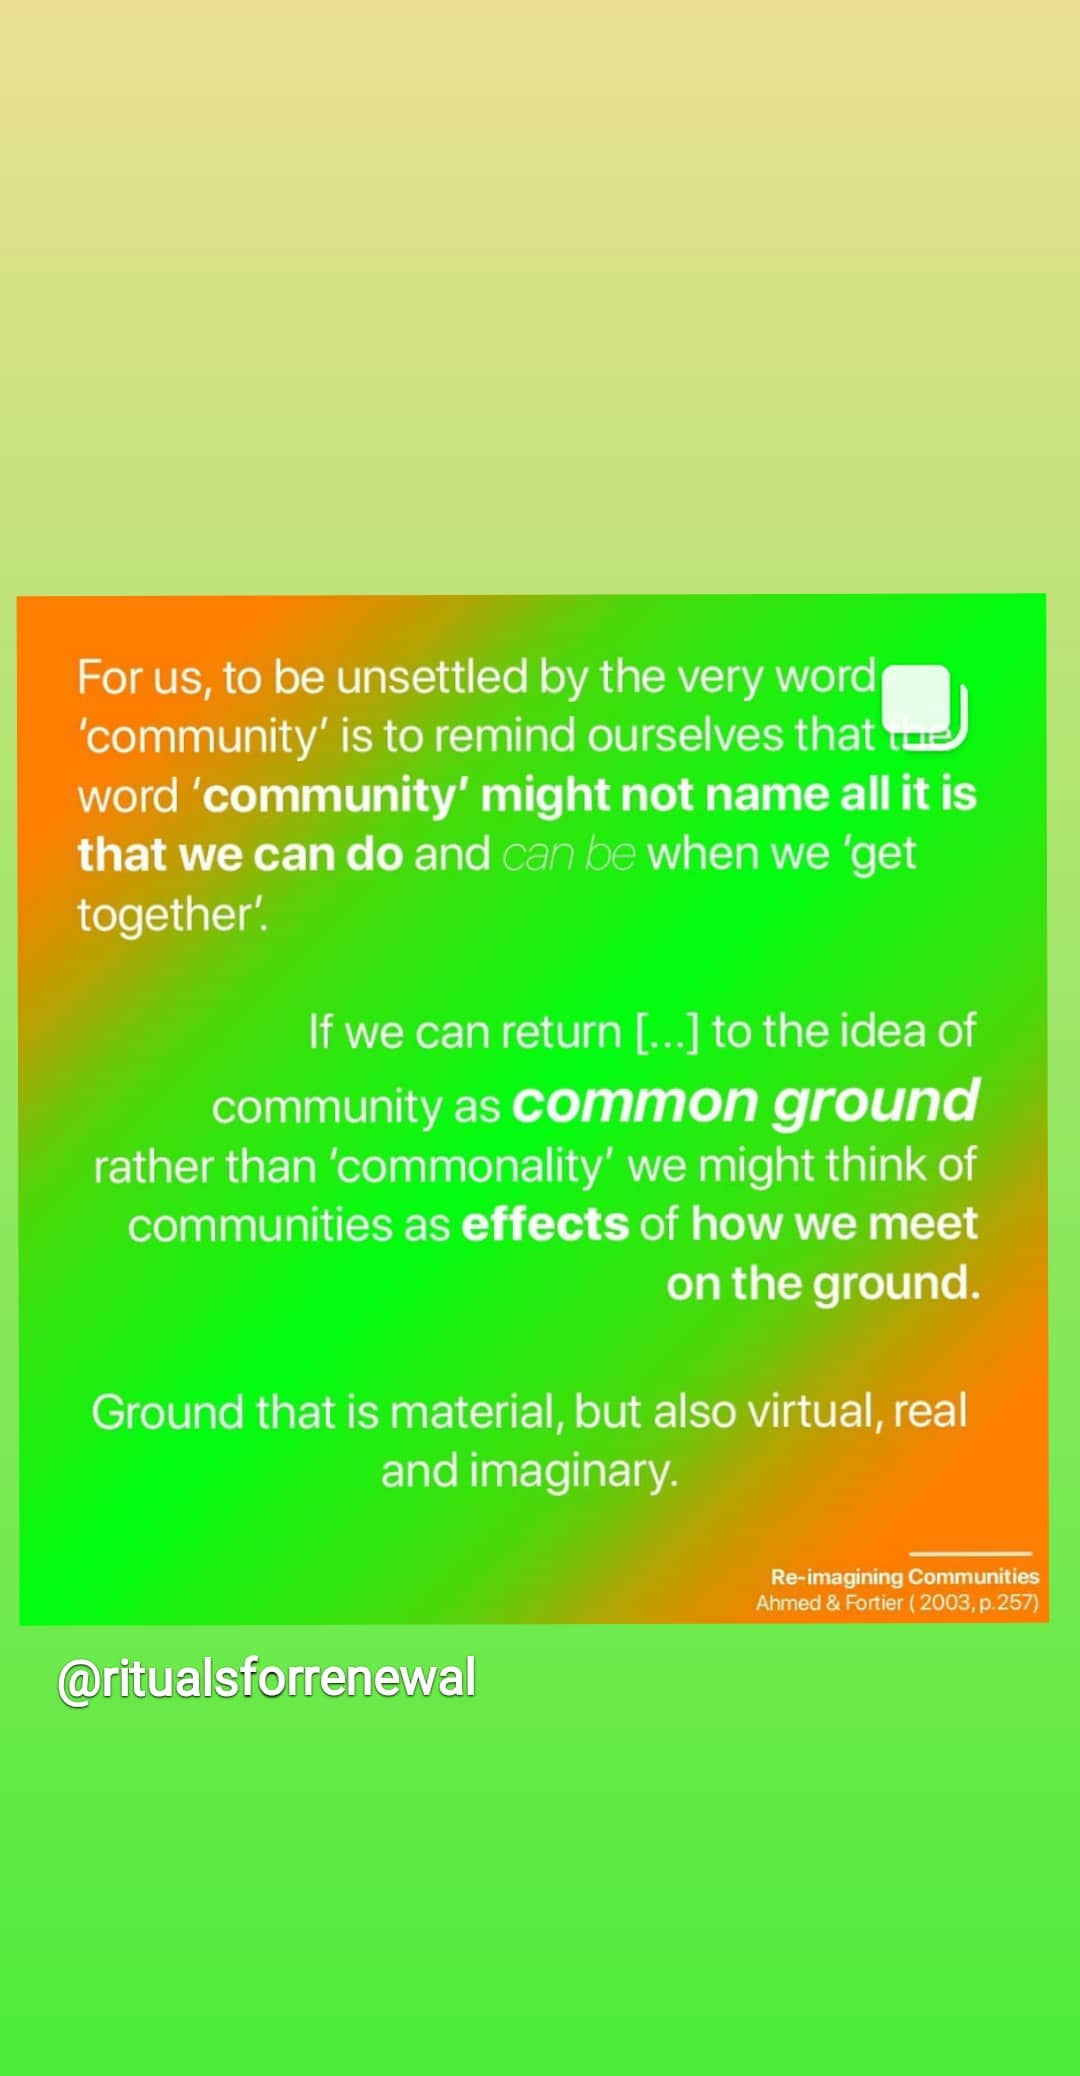 For us, to be unsettled by the very word
‘community’ is to remind ourselves that the
word ‘community’ might not name all it is
that we can do and can be when we ‘get
together’.
If we can return [...] to the idea of
community as common ground
rather than ‘commonality’ we might think of
communities as effects of how we meet
on the ground.
Ground that is material, but also virtual, real
and imaginary.
Re-imagining Communities
Ahmed & Fortier ( 2003, p.257)
@ritualsforrenewal